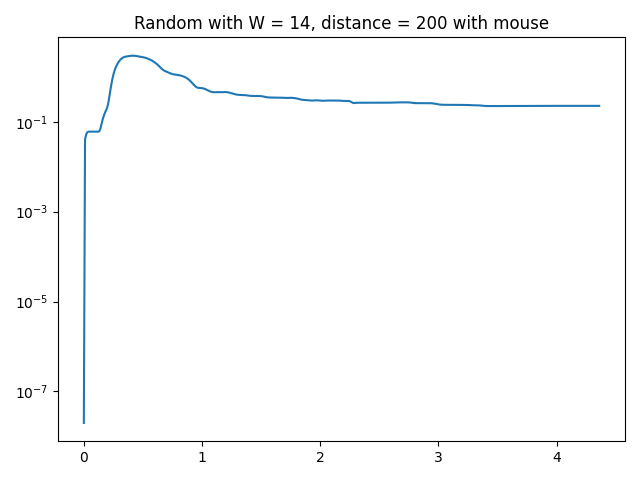 Random with W = 14, distance = 200 with mouse
10⁻¹
10⁻³
10⁻⁵
10⁻⁷
0 1 2 3 4